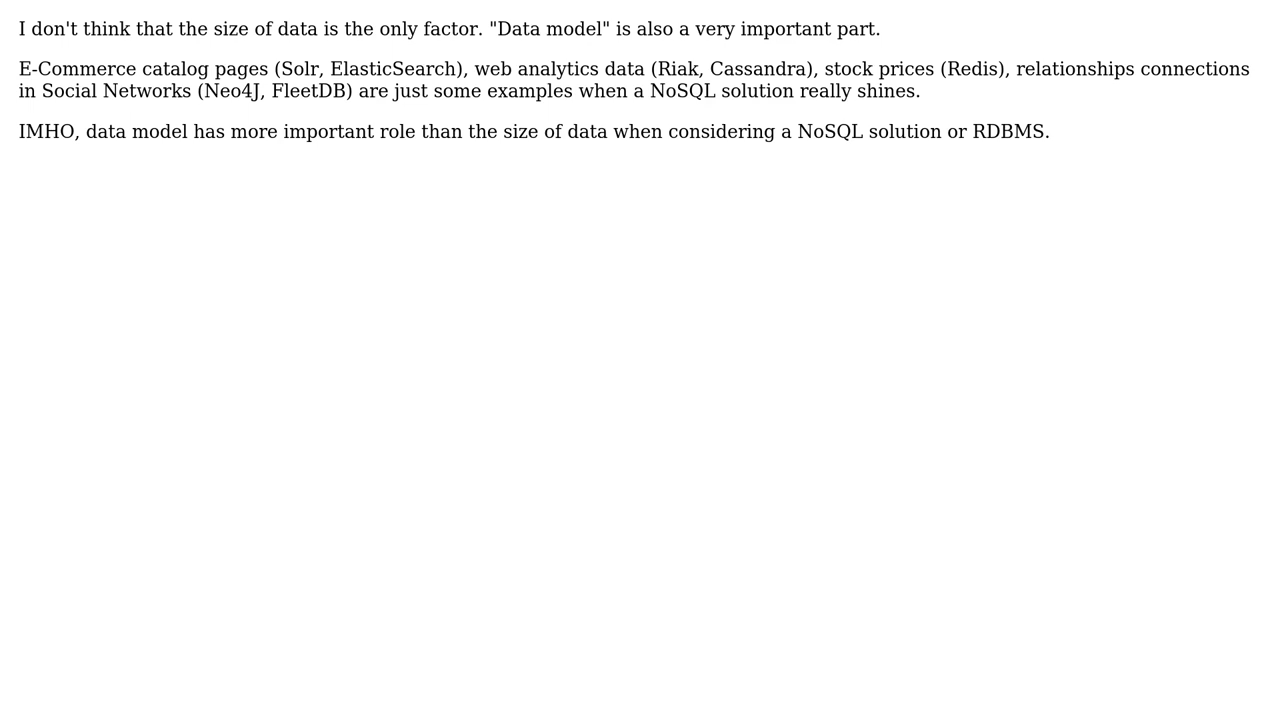 I don't think that the size of data is the only factor. "Data model" is also a very important part.
E-Commerce catalog pages (Solr, ElasticSearch), web analytics data (Riak, Cassandra), stock prices (Redis), relationships connections
in Social Networks (Neo4J, FleetDB) are just some examples when a NoSQL solution really shines.
IMHO, data model has more important role than the size of data when considering a NoSQL solution or RDBMS.